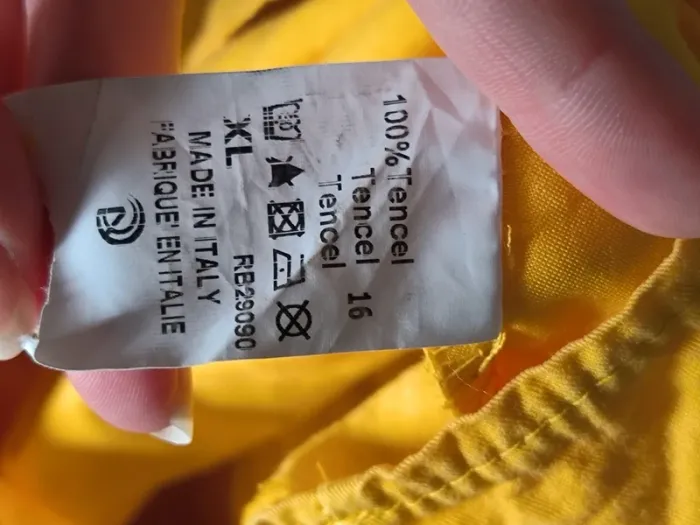 100%Tencel
Tencel 16
Tencel
XL RB29090
MADE IN ITALY
FABRIQUE' EN ITALIE